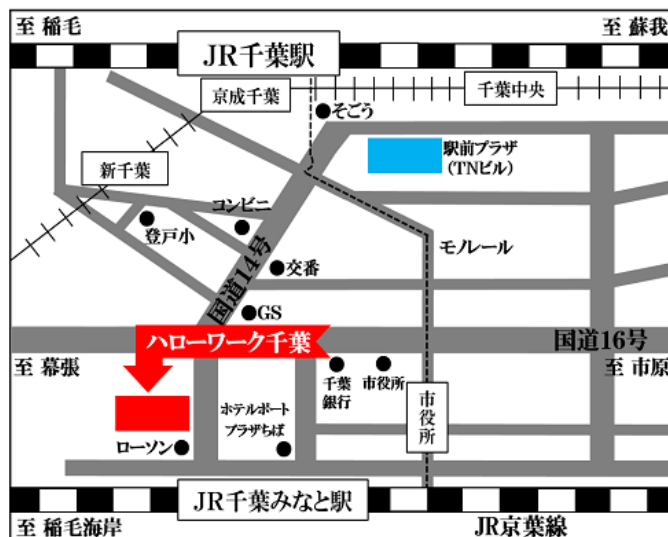 至 稲毛
至 蘇我
JR千葉駅
京成千葉
千葉中央
そごう
駅前プラザ
(TNビル)
新千葉
コンビニ
登戸小
国道14号
交番
モノレール
GS
ハローワーク千葉
国道16号
至 幕張
至 市原
千葉
銀行
市役所
市役所
ホテルポート
プラザちば
ローソン
JR千葉みなと駅
至 稲毛海岸
JR京葉線